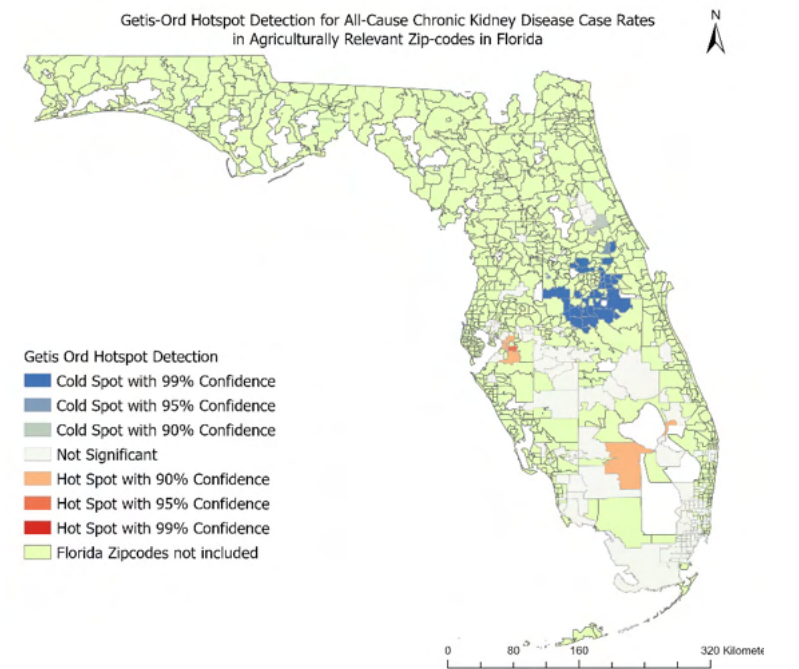 Getis-Ord Hotspot Detection for All-Cause Chronic Kidney Disease Case Rates
in Agriculturally Relevant Zip-codes in Florida
N
Getis Ord Hotspot Detection
Cold Spot with 99% Confidence
Cold Spot with 95% Confidence
Cold Spot with 90% Confidence
Not Significant
Hot Spot with 90% Confidence
Hot Spot with 95% Confidence
Hot Spot with 99% Confidence
Florida Zipcodes not included
0 80 160 320 Kilomete